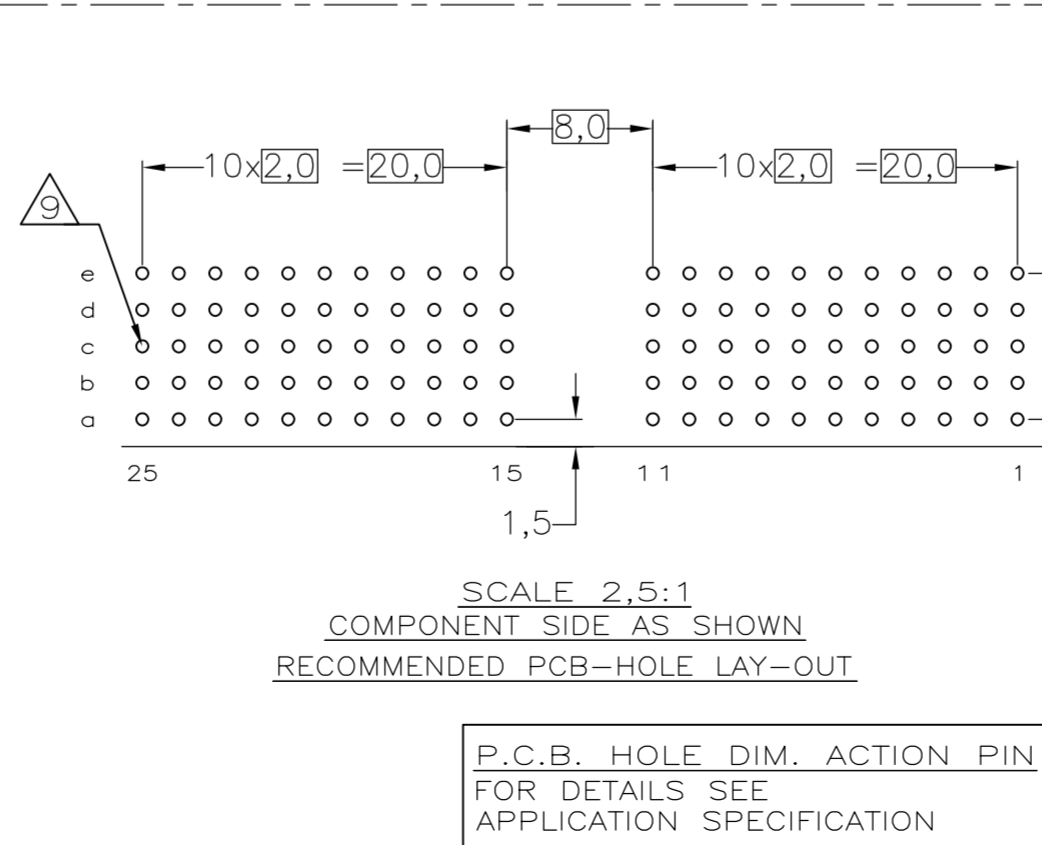 8,0
10x2,0 =20,0
10x2,0 =20,0
9
e
d
c
b
a
25 15 11 1
1,5
SCALE 2,5:1
COMPONENT SIDE AS SHOWN
RECOMMENDED PCB-HOLE LAY-OUT
P.C.B. HOLE DIM. ACTION PIN
FOR DETAILS SEE
APPLICATION SPECIFICATION